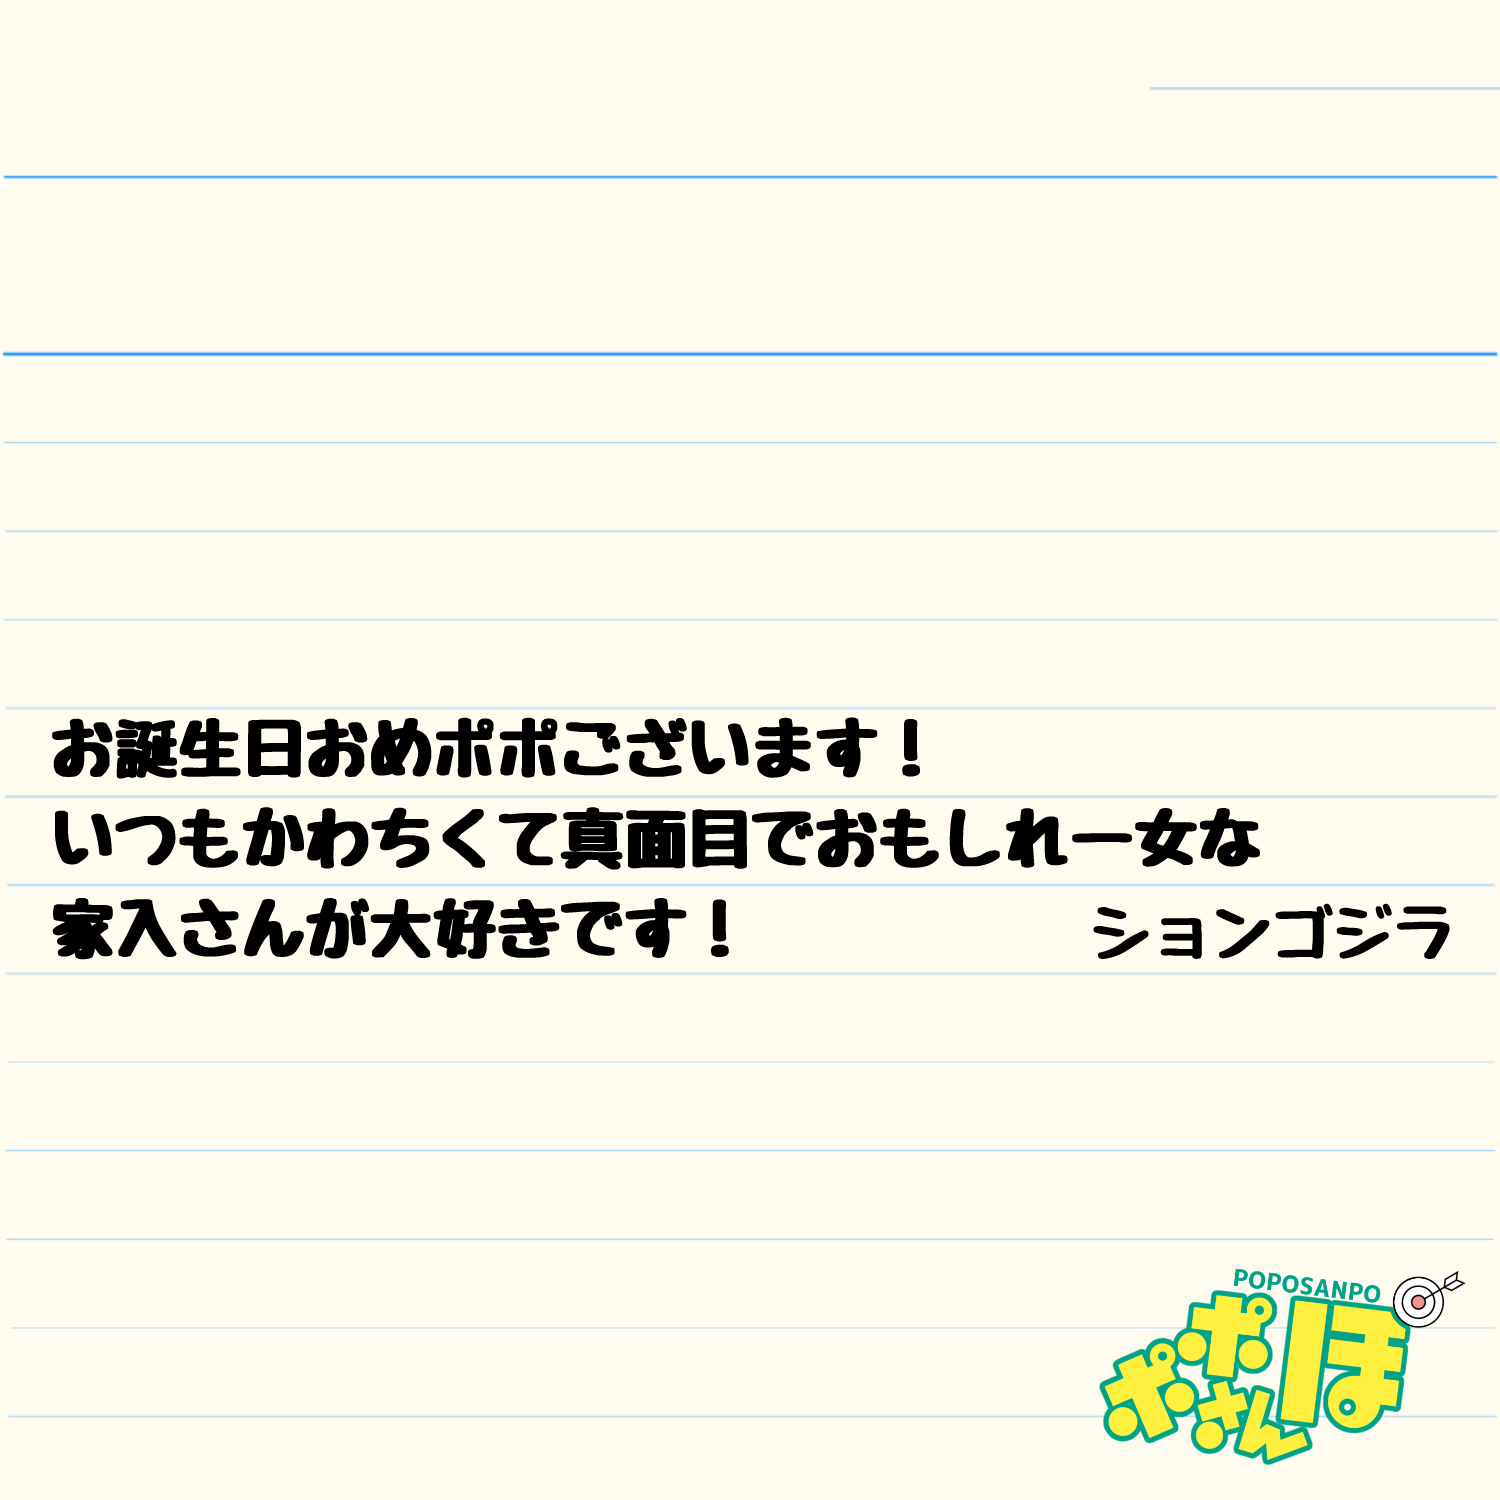 お誕生日おめポポございます！
いつもかわちくて真面目でおもしれー女な
家入さんが大好きです！
ションゴジラ
POPOSANPO
ポポさんぽ